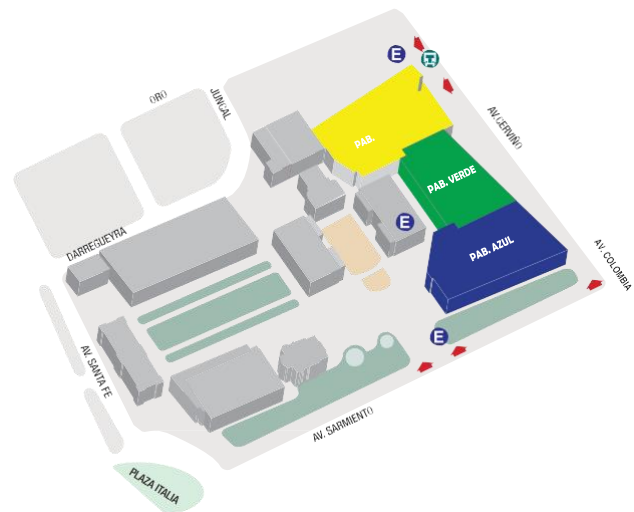 E
ORO
JUNCAL
AV.CERVIÑO
PAB.
PAB. VERDE
E
DARREGUEYRA
PAB. AZUL
AV. COLOMBIA
E
AV. SANTA FE
AV. SARMIENTO
PLAZA ITALIA